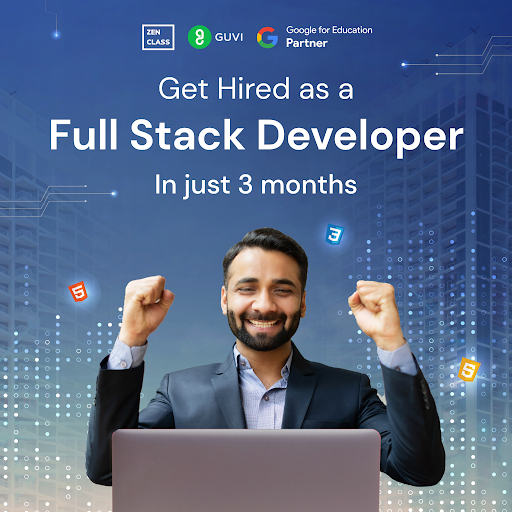 ZEN
CLASS
GUVI
Google for Education
Partner
Get Hired as a
Full Stack Developer
In just 3 months
5
3
5